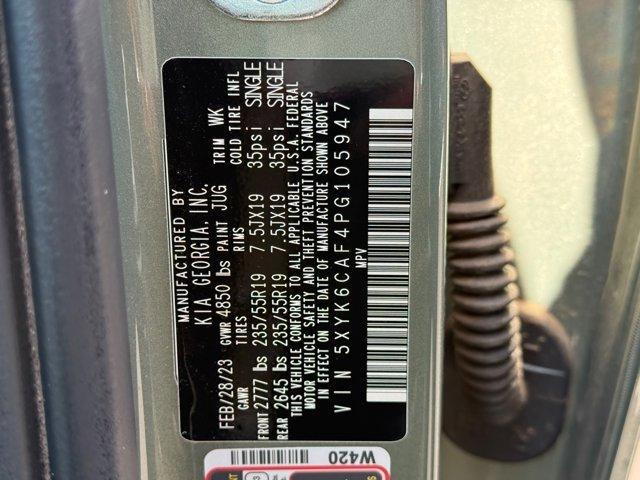 MANUFACTURED BY
KIA GEORGIA, INC.
FEB/28/23 GVWR 4850 lbs PAINT JUG TRIM WK
GAWR TIRES RIMS COLD TIRE INFL
FRONT 2777 lbs 235/55R19 7.5JX19 35psi SINGLE
REAR 2645 lbs 235/55R19 7.5JX19 35psi SINGLE
THIS VEHICLE CONFORMS TO ALL APPLICABLE U.S.A. FEDERAL
MOTOR VEHICLE SAFETY AND THEFT PREVENTION STANDARDS
IN EFFECT ON THE DATE OF MANUFACTURE SHOWN ABOVE
VIN 5XYK6CAF4PG105947
MPV
W420